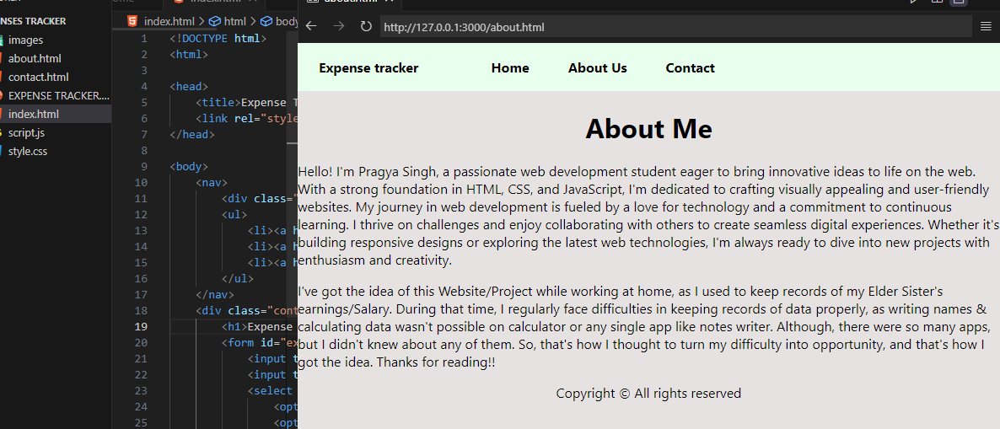 index.html
about.html
NSES TRACKER
images
about.html
contact.html
EXPENSE TRACKER....
index.html
script.js
style.css
index.html > html > body
1 <!DOCTYPE html>
2 <html>
3
4 <head>
5 <title>Expense T
6 <link rel="style
7 </head>
8
9 <body>
10 <nav>
11 <div class="
12 <ul>
13 <li><a h
14 <li><a h
15 <li><a h
16 </ul>
17 </nav>
18 <div class="cont
19 <h1>Expense
20 <form id="ex
21 <input t
22 <input t
23 <select
24 <opt
25 <opt
http://127.0.0.1:3000/about.html
Expense tracker Home About Us Contact
About Me
Hello! I'm Pragya Singh, a passionate web development student eager to bring innovative ideas to life on the web.
With a strong foundation in HTML, CSS, and JavaScript, I'm dedicated to crafting visually appealing and user-friendly
websites. My journey in web development is fueled by a love for technology and a commitment to continuous
learning. I thrive on challenges and enjoy collaborating with others to create seamless digital experiences. Whether it's
building responsive designs or exploring the latest web technologies, I'm always ready to dive into new projects with
enthusiasm and creativity.
I've got the idea of this Website/Project while working at home, as I used to keep records of my Elder Sister's
earnings/Salary. During that time, I regularly face difficulties in keeping records of data properly, as writing names &
calculating data wasn't possible on calculator or any single app like notes writer. Although, there were so many apps,
but I didn't knew about any of them. So, that's how I thought to turn my difficulty into opportunity, and that's how I
got the idea. Thanks for reading!!
Copyright © All rights reserved